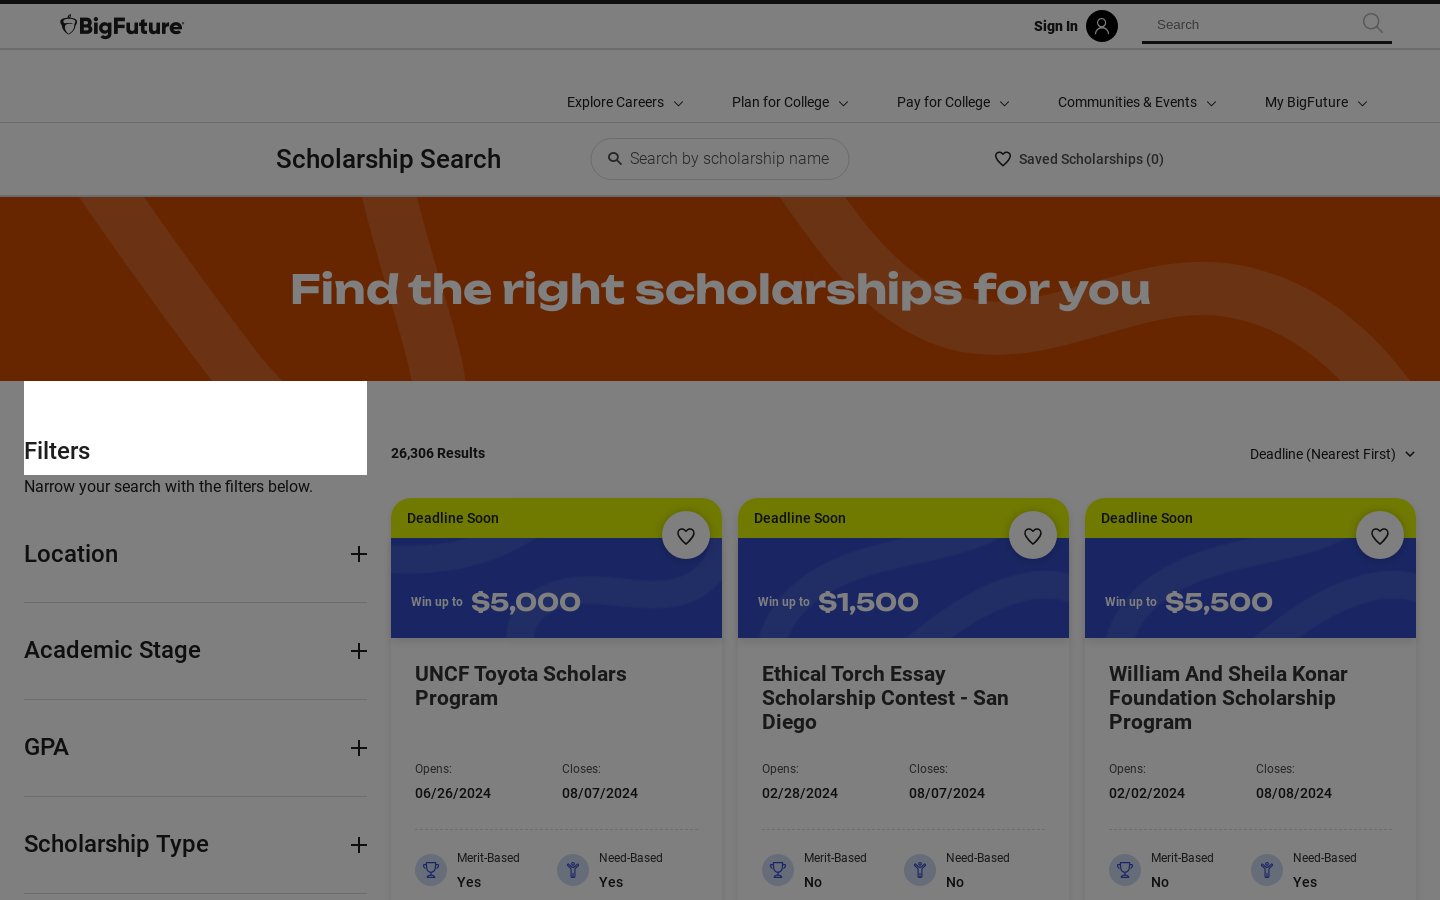 BigFuture
Sign In
Search
Explore Careers
Plan for College
Pay for College
Communities & Events
My BigFuture
Scholarship Search
Search by scholarship name
Saved Scholarships (0)
Find the right scholarships for you
Filters
Narrow your search with the filters below.
Location
Academic Stage
GPA
Scholarship Type
26,306 Results
Deadline (Nearest First)
Deadline Soon
Win up to $5,000
UNCF Toyota Scholars
Program
Opens: Closes:
06/26/2024 08/07/2024
Merit-Based Need-Based
Yes Yes
Deadline Soon
Win up to $1,500
Ethical Torch Essay
Scholarship Contest - San
Diego
Opens: Closes:
02/28/2024 08/07/2024
Merit-Based Need-Based
No No
Deadline Soon
Win up to $5,500
William And Sheila Konar
Foundation Scholarship
Program
Opens: Closes:
02/02/2024 08/08/2024
Merit-Based Need-Based
No Yes